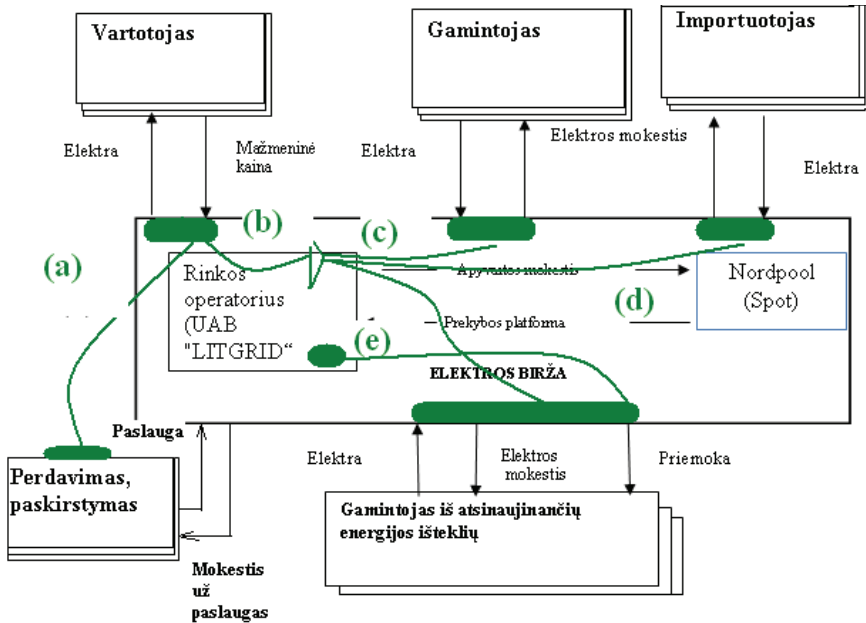 Vartotojas
Gamintojas
Importuotojas
Elektra
Mažmeninė
kaina
Elektra
Elektros mokestis
Elektra
(a)
(b)
(c)
(d)
(e)
Rinkos
operatorius
(UAB
"LITGRID“
Apyvartos mokestis
Prekybos platforma
Nordpool
(Spot)
ELEKTROS BIRŽA
Paslauga
Perdavimas,
paskirstymas
Mokestis
už
paslaugas
Elektra
Elektros
mokestis
Priemoka
Gamintojas iš atsinaujinančių
energijos išteklių